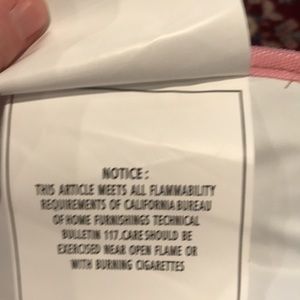 NOTICE :
THIS ARTICLE MEETS ALL FLAMMABILITY
REQUIREMENTS OF CALIFORNIA BUREAU
OF HOME FURNISHINGS TECHNICAL
BULLETIN 117.CARE SHOULD BE
EXERCISED NEAR OPEN FLAME OR
WITH BURNING CIGARETTES